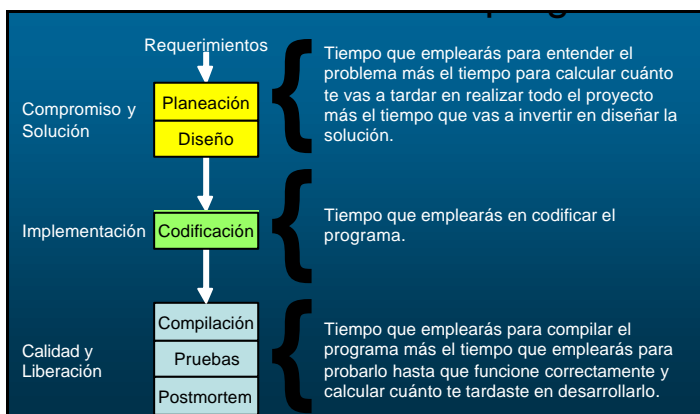 Requerimientos
Compromiso y
Solución
Planeación
Diseño
Tiempo que emplearás para entender el
problema más el tiempo para calcular cuánto
te vas a tardar en realizar todo el proyecto
más el tiempo que vas a invertir en diseñar la
solución.
Implementación
Codificación
Tiempo que emplearás en codificar el
programa.
Calidad y
Liberación
Compilación
Pruebas
Postmortem
Tiempo que emplearás para compilar el
programa más el tiempo que emplearás para
probarlo hasta que funcione correctamente y
calcular cuánto te tardaste en desarrollarlo.